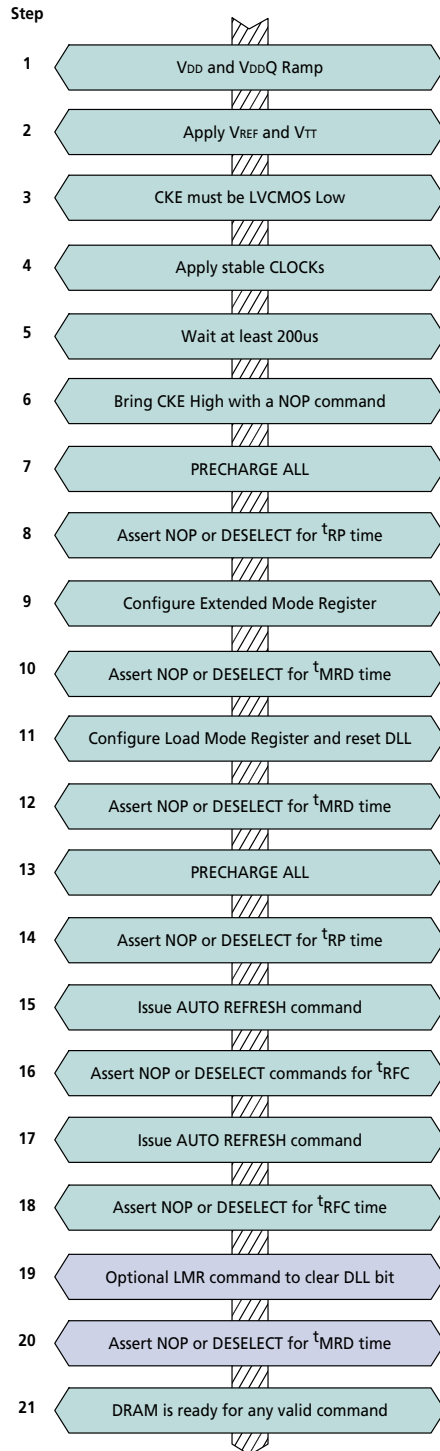 Step
1 VDD and VDDQ Ramp
2 Apply VREF and VTT
3 CKE must be LVCMOS Low
4 Apply stable CLOCKs
5 Wait at least 200us
6 Bring CKE High with a NOP command
7 PRECHARGE ALL
8 Assert NOP or DESELECT for tRP time
9 Configure Extended Mode Register
10 Assert NOP or DESELECT for tMRD time
11 Configure Load Mode Register and reset DLL
12 Assert NOP or DESELECT for tMRD time
13 PRECHARGE ALL
14 Assert NOP or DESELECT for tRP time
15 Issue AUTO REFRESH command
16 Assert NOP or DESELECT commands for tRFC
17 Issue AUTO REFRESH command
18 Assert NOP or DESELECT for tRFC time
19 Optional LMR command to clear DLL bit
20 Assert NOP or DESELECT for tMRD time
21 DRAM is ready for any valid command